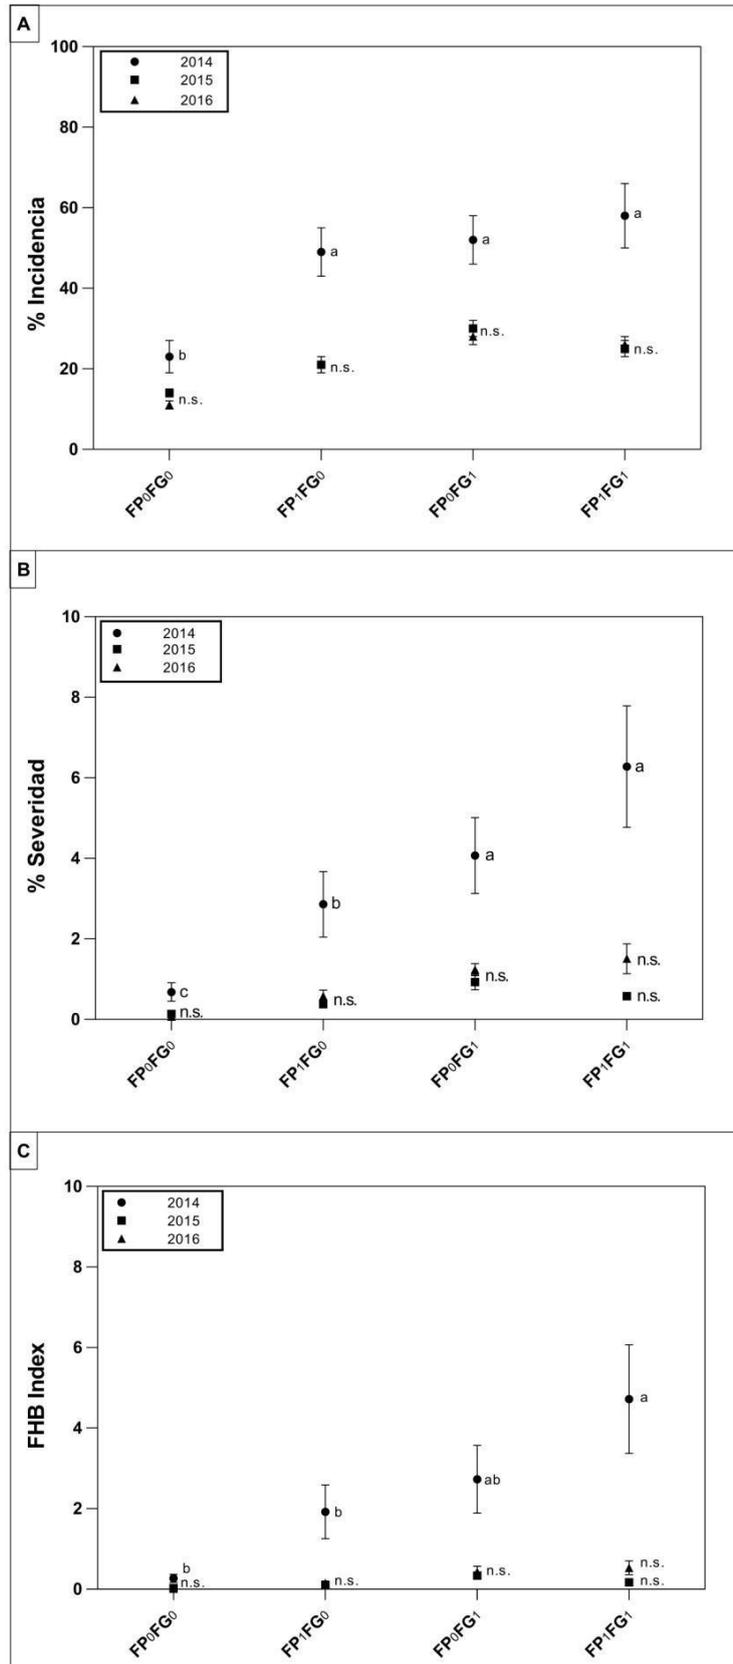 A
100
2014
2015
2016
80
60
40
20
0
% Incidencia
a
a
a
b
n.s.
n.s.
n.s.
n.s.
FP0FG0
FP1FG0
FP0FG1
FP1FG1
B
10
2014
2015
2016
8
6
4
2
0
% Severidad
a
a
b
c
n.s.
n.s.
n.s.
n.s.
n.s.
FP0FG0
FP1FG0
FP0FG1
FP1FG1
C
10
2014
2015
2016
8
6
4
2
0
FHB Index
a
ab
b
b
n.s.
n.s.
n.s.
n.s.
n.s.
FP0FG0
FP1FG0
FP0FG1
FP1FG1